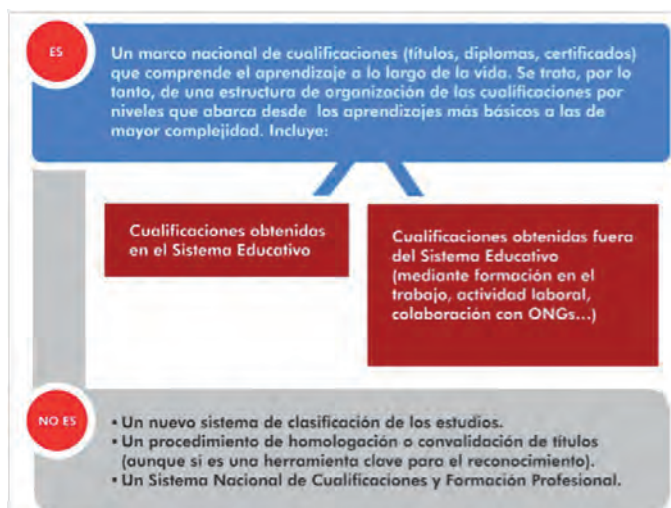 ES
Un marco nacional de cualificaciones (títulos, diplomas, certificados)
que comprende el aprendizaje a lo largo de la vida. Se trata, por lo
tanto, de una estructura de organización de las cualificaciones por
niveles que abarca desde los aprendizajes más básicos a las de
mayor complejidad. Incluye:
Cualificaciones obtenidas
en el Sistema Educativo
Cualificaciones obtenidas fuera
del Sistema Educativo
(mediante formación en el
trabajo, actividad laboral,
colaboración con ONGs...)
NO ES
• Un nuevo sistema de clasificación de los estudios.
• Un procedimiento de homologación o convalidación de títulos
(aunque si es una herramienta clave para el reconocimiento).
• Un Sistema Nacional de Cualificaciones y Formación Profesional.